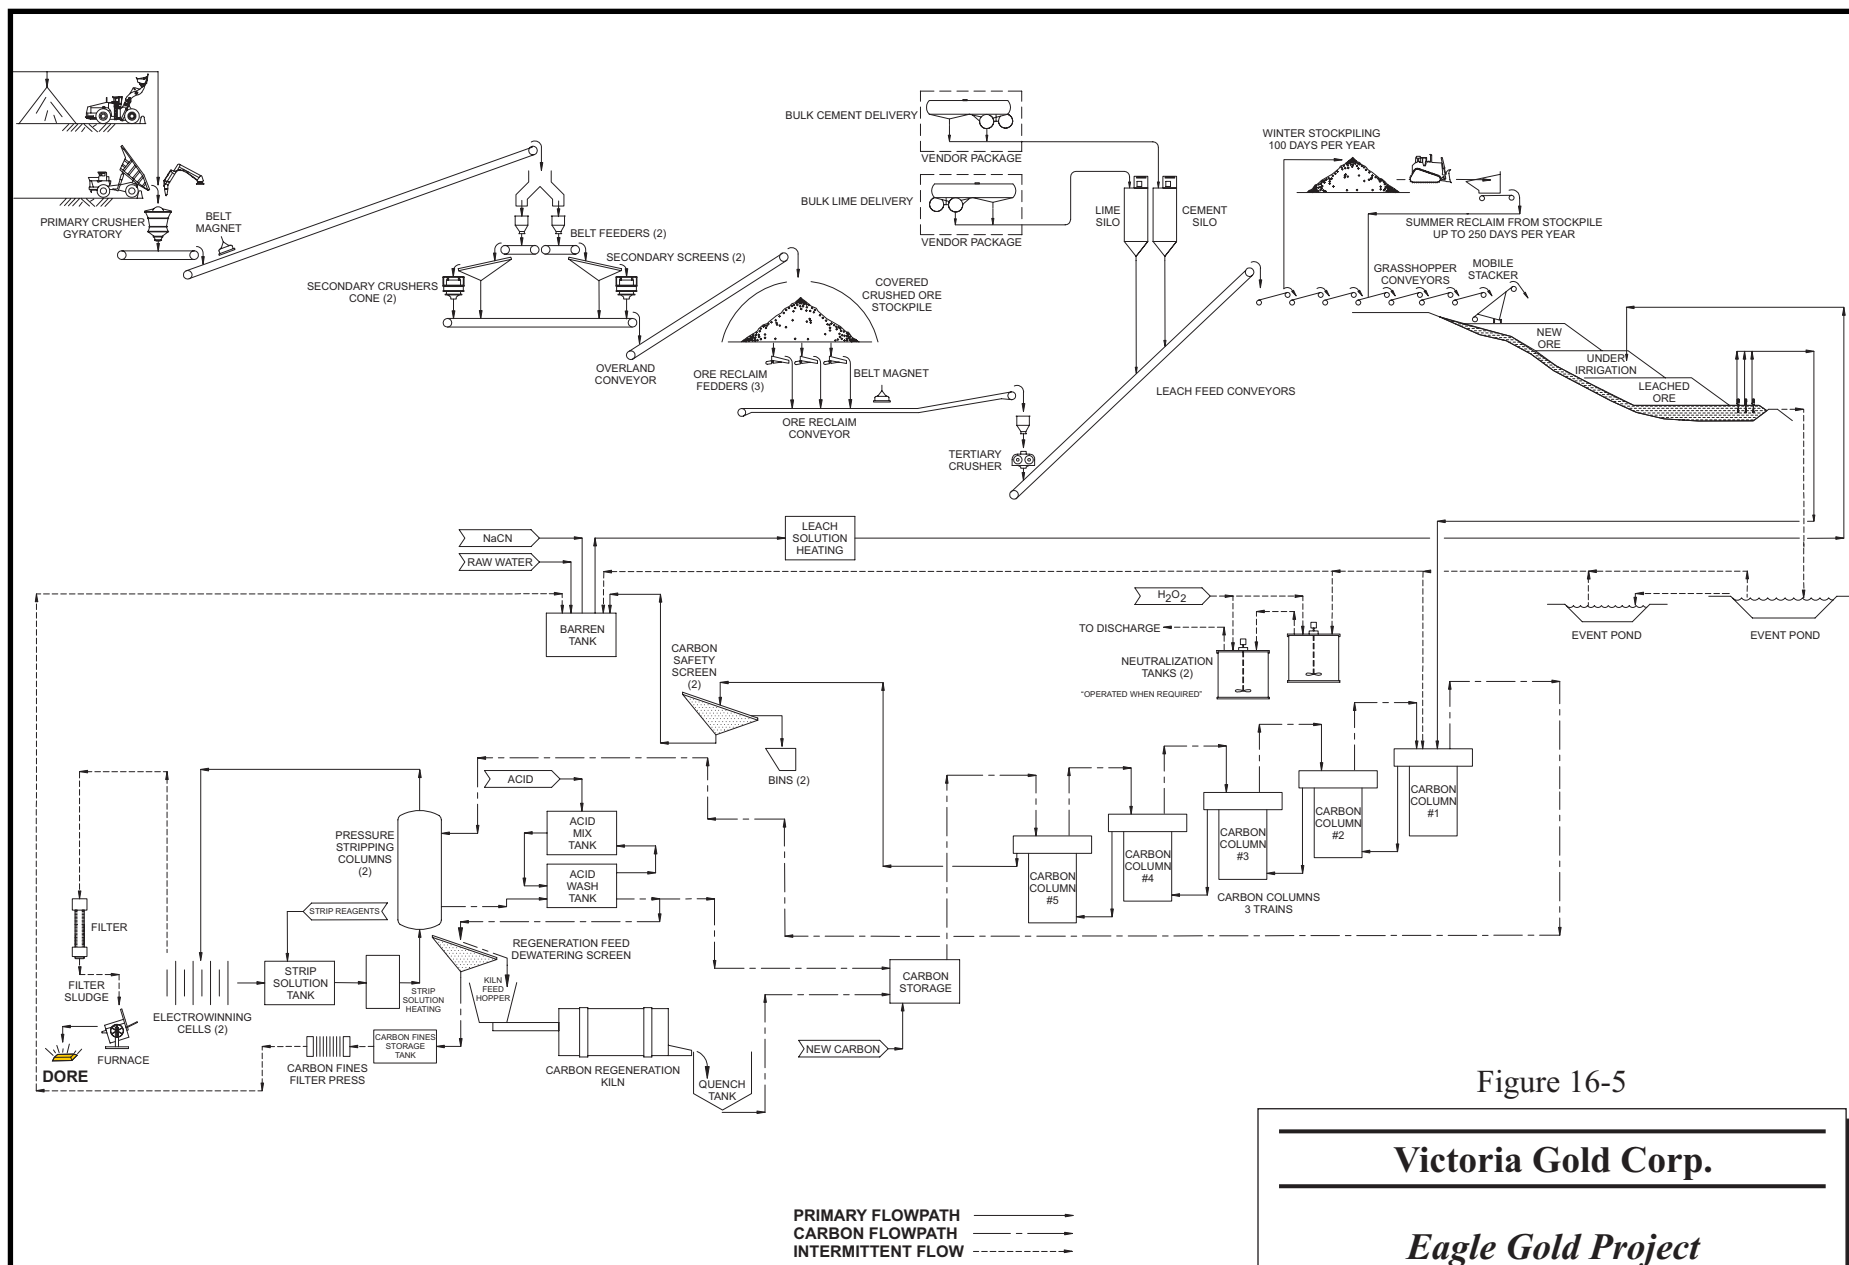 BULK CEMENT DELIVERY
VENDOR PACKAGE
BULK LIME DELIVERY
VENDOR PACKAGE
LIME
SILO
CEMENT
SILO
WINTER STOCKPILING
100 DAYS PER YEAR
SUMMER RECLAIM FROM STOCKPILE
UP TO 250 DAYS PER YEAR
PRIMARY CRUSHER
GYRATORY
BELT
MAGNET
BELT FEEDERS (2)
SECONDARY SCREENS (2)
SECONDARY CRUSHERS
CONE (2)
COVERED
CRUSHED ORE
STOCKPILE
OVERLAND
CONVEYOR
ORE RECLAIM
FEDDERS (3)
BELT MAGNET
ORE RECLAIM
CONVEYOR
TERTIARY
CRUSHER
LEACH FEED CONVEYORS
GRASSHOPPER
CONVEYORS
MOBILE
STACKER
NEW
ORE
UNDER
IRRIGATION
LEACHED
ORE
NaCN
RAW WATER
LEACH
SOLUTION
HEATING
BARREN
TANK
CARBON
SAFETY
SCREEN
(2)
BINS (2)
H2O2
TO DISCHARGE
NEUTRALIZATION
TANKS (2)
"OPERATED WHEN REQUIRED"
EVENT POND
EVENT POND
ACID
ACID
MIX
TANK
ACID
WASH
TANK
PRESSURE
STRIPPING
COLUMNS
(2)
STRIP REAGENTS
FILTER
FILTER
SLUDGE
FURNACE
DORE
ELECTROWINNING
CELLS (2)
STRIP
SOLUTION
TANK
STRIP
SOLUTION
HEATING
REGENERATION FEED
DEWATERING SCREEN
KILN
FEED
HOPPER
CARBON FINES
STORAGE
TANK
CARBON FINES
FILTER PRESS
CARBON REGENERATION
KILN
QUENCH
TANK
CARBON
STORAGE
NEW CARBON
CARBON
COLUMN
#5
CARBON
COLUMN
#4
CARBON
COLUMN
#3
CARBON
COLUMN
#2
CARBON
COLUMN
#1
CARBON COLUMNS
3 TRAINS
PRIMARY FLOWPATH
CARBON FLOWPATH
INTERMITTENT FLOW
Figure 16-5
Victoria Gold Corp.
Eagle Gold Project